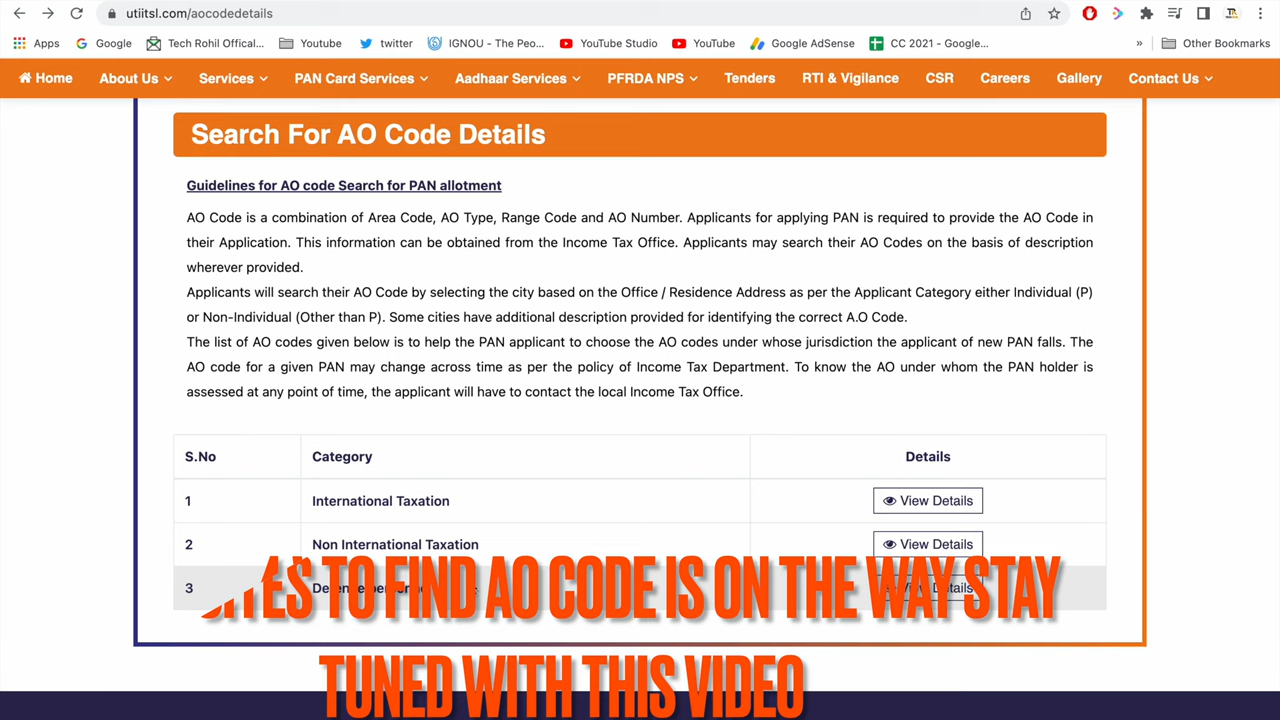 utiitsl.com/aocodedetails
Apps Google Tech Rohil Offical... Youtube twitter IGNOU - The Peo... YouTube Studio YouTube Google AdSense CC 2021 - Google... » Other Bookmarks
Home About Us Services PAN Card Services Aadhaar Services PFRDA NPS Tenders RTI & Vigilance CSR Careers Gallery Contact Us
Search For AO Code Details
Guidelines for AO code Search for PAN allotment
AO Code is a combination of Area Code, AO Type, Range Code and AO Number. Applicants for applying PAN is required to provide the AO Code in
their Application. This information can be obtained from the Income Tax Office. Applicants may search their AO Codes on the basis of description
wherever provided.
Applicants will search their AO Code by selecting the city based on the Office / Residence Address as per the Applicant Category either Individual (P)
or Non-Individual (Other than P). Some cities have additional description provided for identifying the correct A.O Code.
The list of AO codes given below is to help the PAN applicant to choose the AO codes under whose jurisdiction the applicant of new PAN falls. The
AO code for a given PAN may change across time as per the policy of Income Tax Department. To know the AO under whom the PAN holder is
assessed at any point of time, the applicant will have to contact the local Income Tax Office.
S.No Category Details
1 International Taxation View Details
2 Non International Taxation View Details
3 View Details
TO FIND AO CODE IS ON THE WAY STAY
TUNED WITH THIS VIDEO